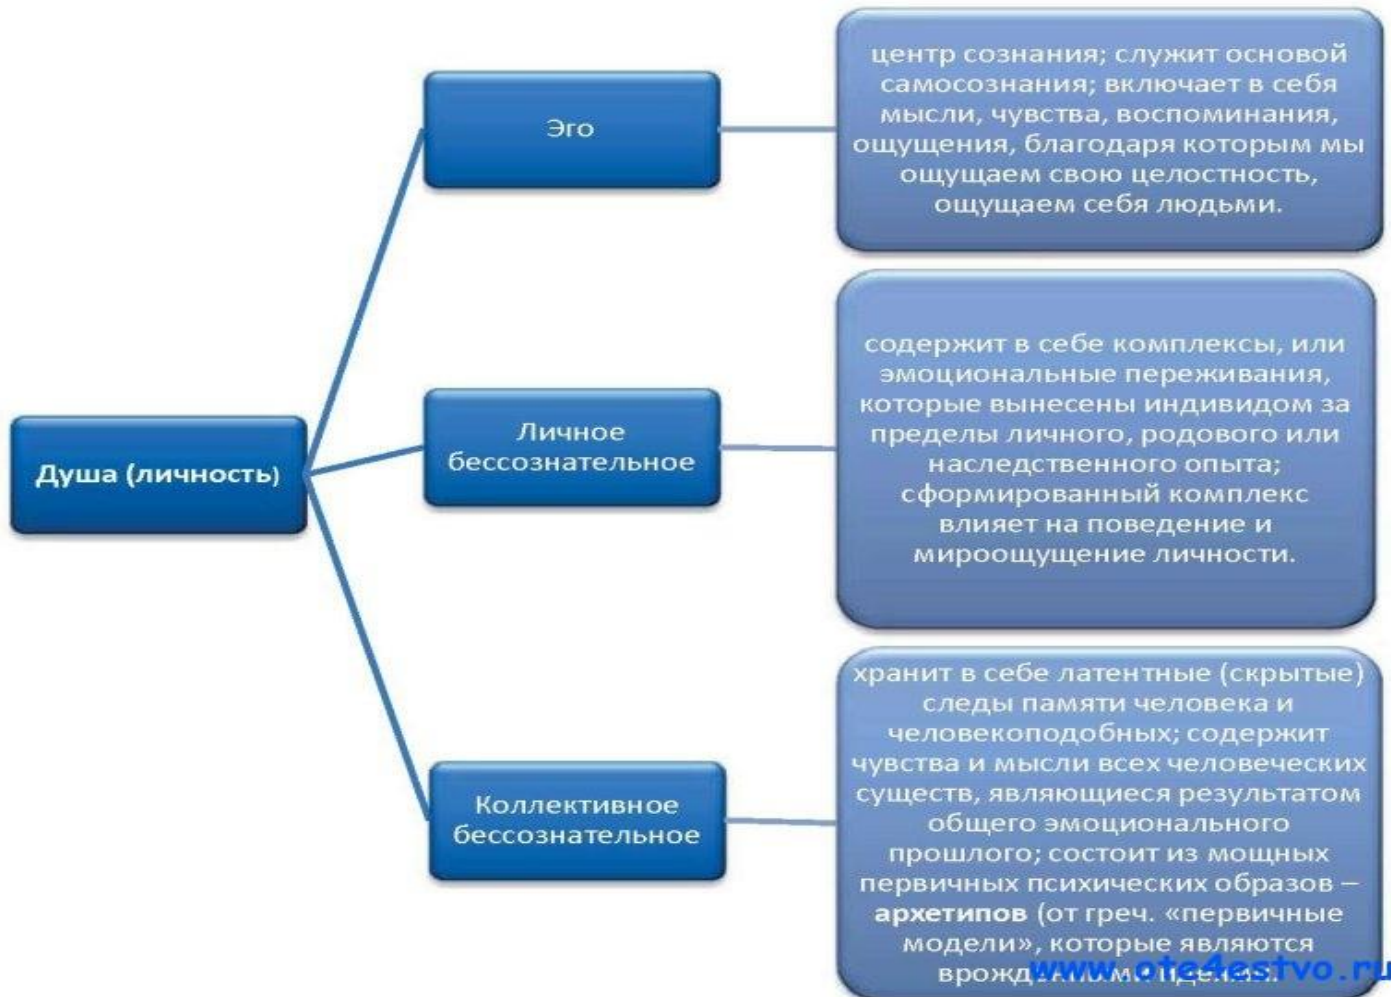 Душа (личность)
Эго
центр сознания; служит основой
самосознания; включает в себя
мысли, чувства, воспоминания,
ощущения, благодаря которым мы
ощущаем свою целостность,
ощущаем себя людьми.
Личное
бессознательное
содержит в себе комплексы, или
эмоциональные переживания,
которые вынесены индивидом за
пределы личного, родового или
наследственного опыта;
сформированный комплекс
влияет на поведение и
мироощущение личности.
Коллективное
бессознательное
хранит в себе латентные (скрытые)
следы памяти человека и
человекоподобных; содержит
чувства и мысли всех человеческих
существ, являющиеся результатом
общего эмоционального
прошлого; состоит из мощных
первичных психических образов –
архетипов (от греч. «первичные
модели», которые являются
www.ote4estvo.ru